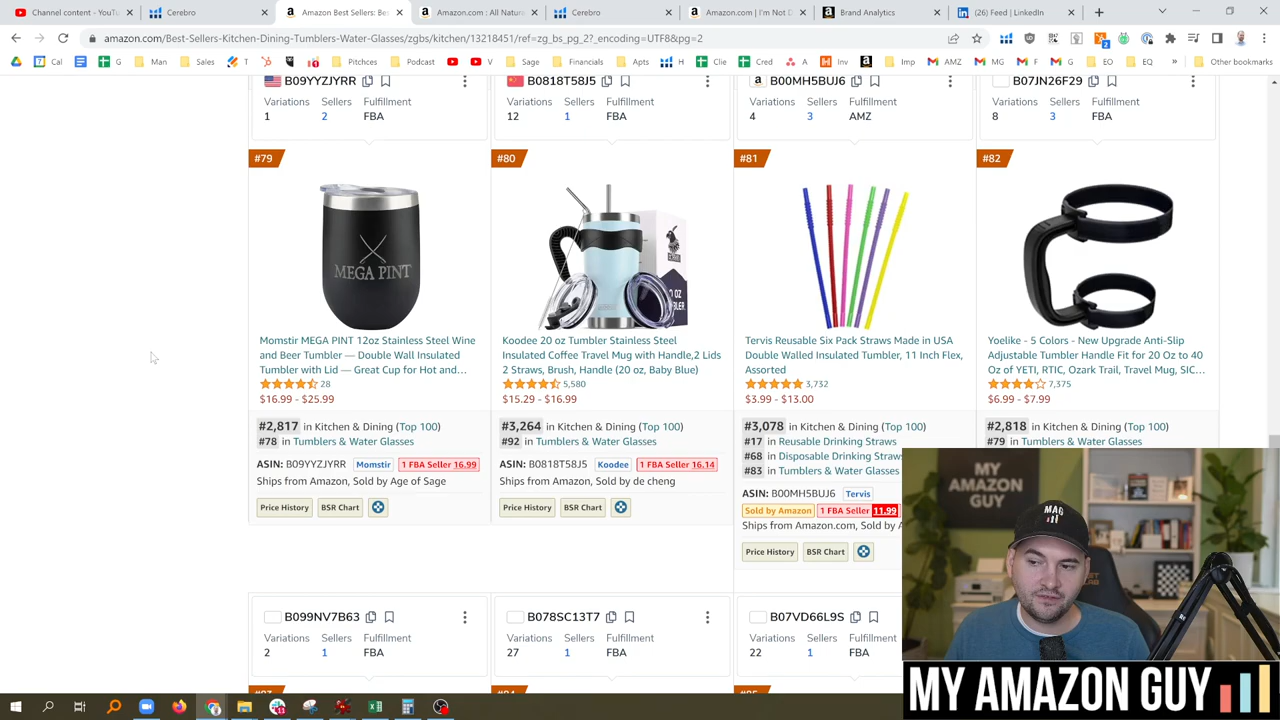 Channel content - YouTu
Cerebro
Amazon Best Sellers: Bes
Amazon.com : All Natur
Cerebro
Amazon.com | I'm Not D
Brand Analytics
(26) Feed | LinkedIn
amazon.com/Best-Sellers-Kitchen-Dining-Tumblers-Water-Glasses/zgbs/kitchen/13218451/ref=zg_bs_pg_2?_encoding=UTF8&pg=2
Cal
G
Man
Sales
T
Pitchces
Podcast
V
Imp
Financials
Apts
H
Clie
Cred
A
Inv
Imp
AMZ
MG
F
G
EO
EQ
Other bookmarks
B09YYZJYRR
B0818T58J5
B00MH5BUJ6
B07JN26F29
Variations Sellers Fulfillment
1 2 FBA
Variations Sellers Fulfillment
12 1 FBA
Variations Sellers Fulfillment
4 3 AMZ
Variations Sellers Fulfillment
8 3 FBA
#79
MEGA PINT
Momstir MEGA PINT 12oz Stainless Steel Wine
and Beer Tumbler — Double Wall Insulated
Tumbler with Lid — Great Cup for Hot and...
28
$16.99 - $25.99
#2,817 in Kitchen & Dining (Top 100)
#78 in Tumblers & Water Glasses
ASIN: B09YYZJYRR Momstir 1 FBA Seller 16.99
Ships from Amazon, Sold by Age of Sage
Price History BSR Chart
#80
Koodee 20 oz Tumbler Stainless Steel
Insulated Coffee Travel Mug with Handle,2 Lids
2 Straws, Brush, Handle (20 oz, Baby Blue)
5,580
$15.29 - $16.99
#3,264 in Kitchen & Dining (Top 100)
#92 in Tumblers & Water Glasses
ASIN: B0818T58J5 Koodee 1 FBA Seller 16.14
Ships from Amazon, Sold by de cheng
Price History BSR Chart
#81
Tervis Reusable Six Pack Straws Made in USA
Double Walled Insulated Tumbler, 11 Inch Flex,
Assorted
3,732
$3.99 - $13.00
#3,078 in Kitchen & Dining (Top 100)
#17 in Reusable Drinking Straws
#68 in Disposable Drinking Straws
#83 in Tumblers & Water Glasses
ASIN: B00MH5BUJ6 Tervis
Sold by Amazon 1 FBA Seller 11.99
Ships from Amazon.com, Sold by A
Price History BSR Chart
#82
Yoelike - 5 Colors - New Upgrade Anti-Slip
Adjustable Tumbler Handle Fit for 20 Oz to 40
Oz of YETI, RTIC, Ozark Trail, Travel Mug, SIC...
7,375
$6.99 - $7.99
#2,818 in Kitchen & Dining (Top 100)
#79 in Tumblers & Water Glasses
B099NV7B63
Variations Sellers Fulfillment
2 1 FBA
B078SC13T7
Variations Sellers Fulfillment
27 1 FBA
B07VD66L9S
Variations Sellers Fulfillment
22 1 FBA
MY
AMAZON
GUY
MAG
MY AMAZON GUY